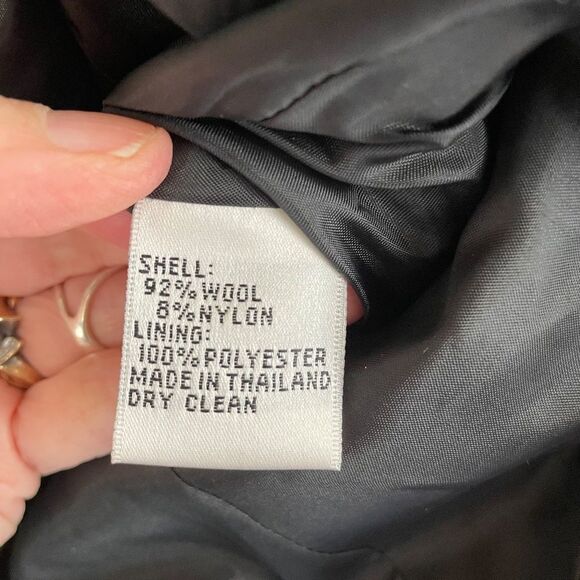 SHELL:
92% WOOL
8% NYLON
LINING:
100% POLYESTER
MADE IN THAILAND
DRY CLEAN